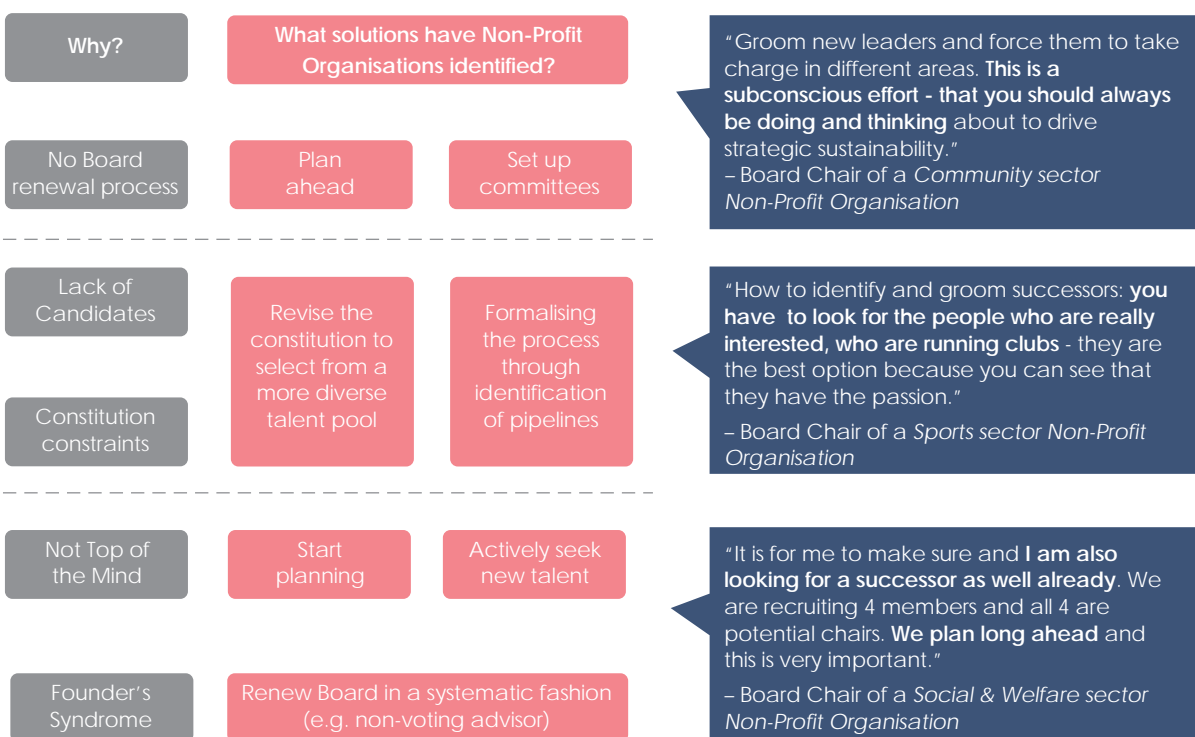 Why?
What solutions have Non-Profit
Organisations identified?
No Board
renewal process
Plan
ahead
Set up
committees
"Groom new leaders and force them to take
charge in different areas. This is a
subconscious effort - that you should always
be doing and thinking about to drive
strategic sustainability."
– Board Chair of a Community sector
Non-Profit Organisation
Lack of
Candidates
Constitution
constraints
Revise the
constitution to
select from a
more diverse
talent pool
Formalising
the process
through
identification
of pipelines
"How to identify and groom successors: you
have to look for the people who are really
interested, who are running clubs - they are
the best option because you can see that
they have the passion."
– Board Chair of a Sports sector Non-Profit
Organisation
Not Top of
the Mind
Start
planning
Actively seek
new talent
Founder's
Syndrome
Renew Board in a systematic fashion
(e.g. non-voting advisor)
"It is for me to make sure and I am also
looking for a successor as well already. We
are recruiting 4 members and all 4 are
potential chairs. We plan long ahead and
this is very important."
– Board Chair of a Social & Welfare sector
Non-Profit Organisation